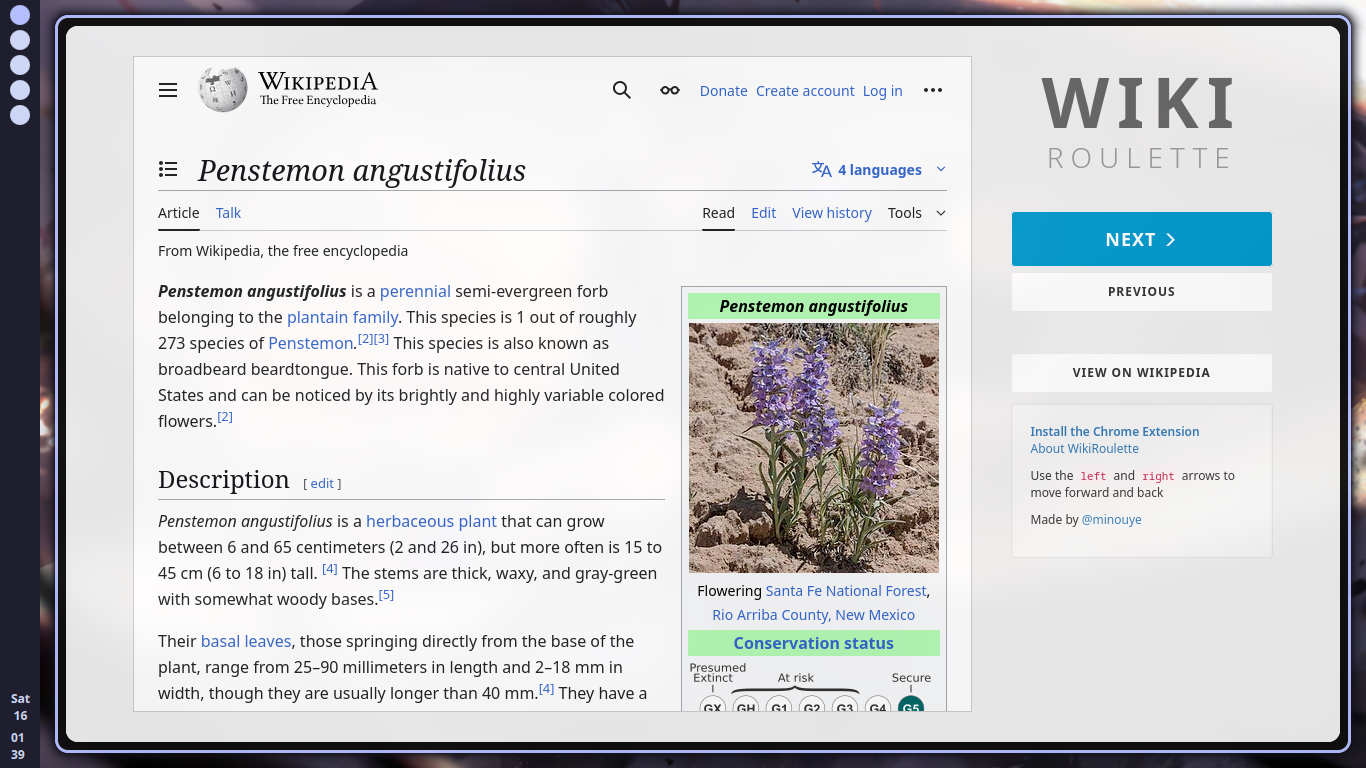 WIKIPEDIA
The Free Encyclopedia
Donate Create account Log in
Penstemon angustifolius
4 languages
Article Talk
Read Edit View history Tools
From Wikipedia, the free encyclopedia
Penstemon angustifolius is a perennial semi-evergreen forb
belonging to the plantain family. This species is 1 out of roughly
273 species of Penstemon.[2][3] This species is also known as
broadbeard beardtongue. This forb is native to central United
States and can be noticed by its brightly and highly variable colored
flowers.[2]
Description [ edit ]
Penstemon angustifolius is a herbaceous plant that can grow
between 6 and 65 centimeters (2 and 26 in), but more often is 15 to
45 cm (6 to 18 in) tall. [4] The stems are thick, waxy, and gray-green
with somewhat woody bases.[5]
Their basal leaves, those springing directly from the base of the
plant, range from 25–90 millimeters in length and 2–18 mm in
width, though they are usually longer than 40 mm.[4] They have a
Penstemon angustifolius
Flowering Santa Fe National Forest,
Rio Arriba County, New Mexico
Conservation status
Presumed
Extinct At risk Secure
GX GH G1 G2 G3 G4 G5
WIKI
ROULETTE
NEXT
PREVIOUS
VIEW ON WIKIPEDIA
Install the Chrome Extension
About WikiRoulette
Use the left and right arrows to
move forward and back
Made by @minouye
Sat
16
01
39